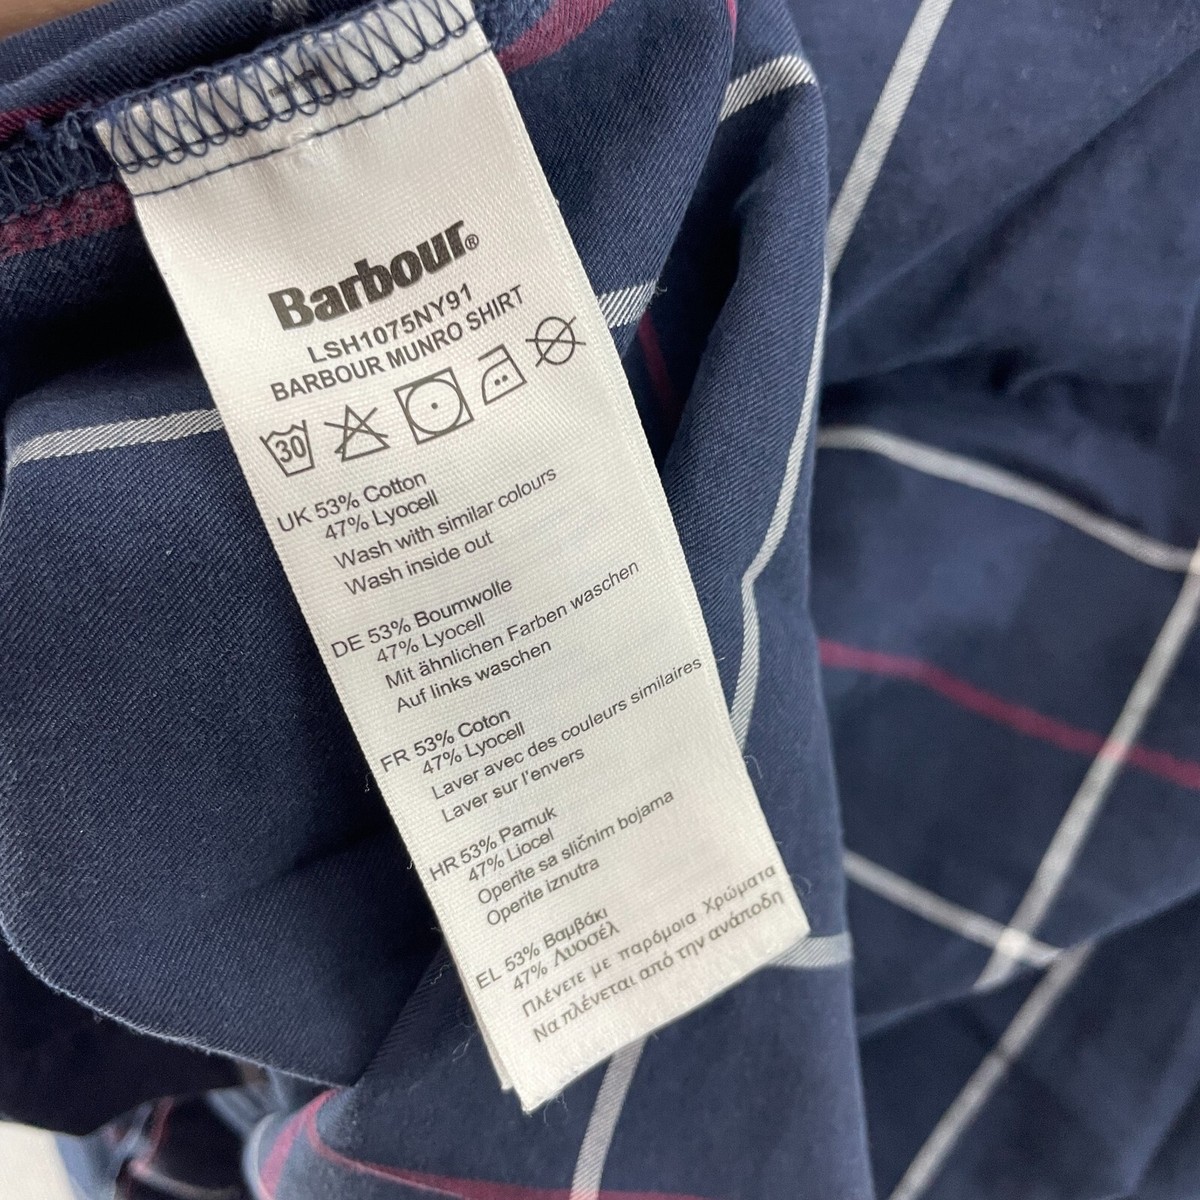 Barbour®
LSH1075NY91
BARBOUR MUNRO SHIRT
30
UK 53% Cotton
47% Lyocell
Wash with similar colours
Wash inside out
DE 53% Boumwolle
47% Lyocell
Mit ähnlichen Farben waschen
Auf links waschen
FR 53% Coton
47% Lyocell
Laver avec des couleurs similaires
Laver sur l'envers
HR 53% Pamuk
47% Liocel
Operite sa sličnim bojama
Operite iznutra
EL 53% Βαμβάκι
47% Λυοσέλ
Πλένετε με παρόμοια Χρώματα
Να πλένεται από την ανάποδη